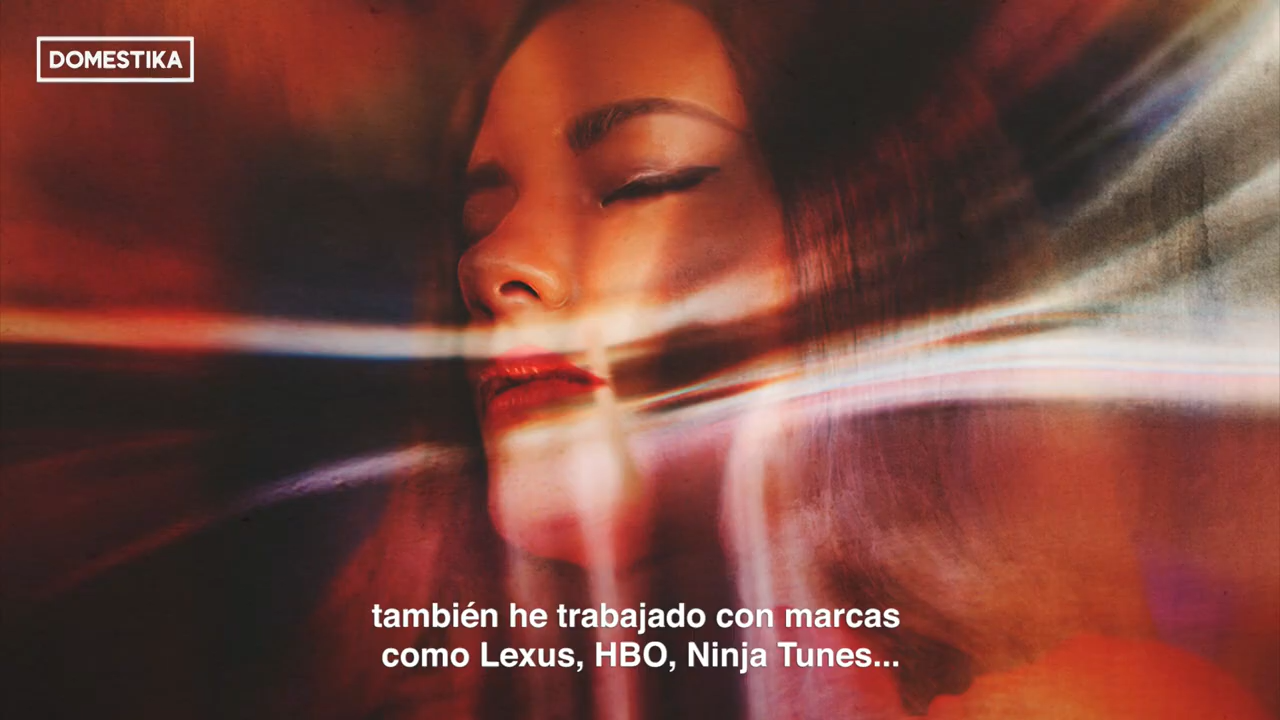 DOMESTIKA
también he trabajado con marcas
como Lexus, HBO, Ninja Tunes...